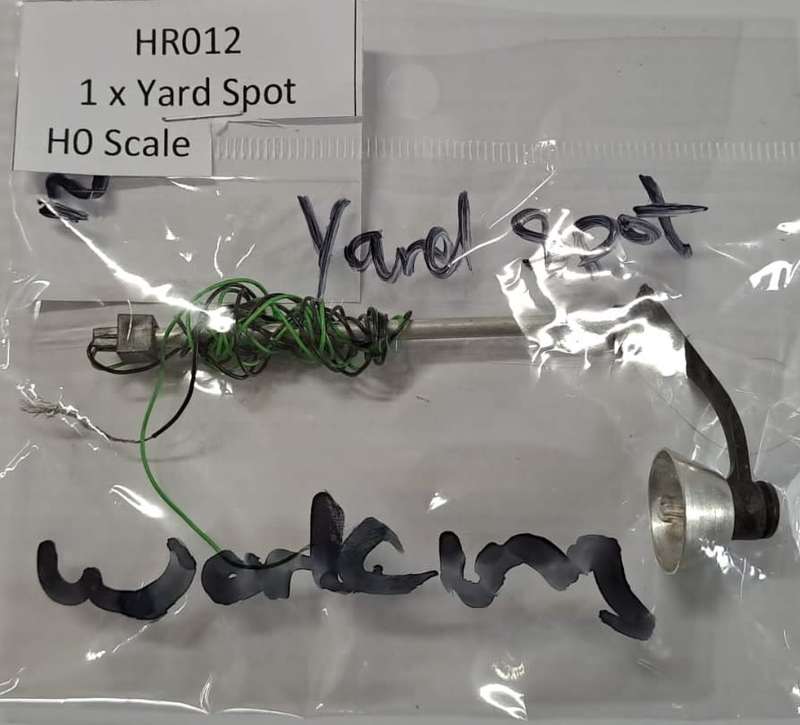 HR012
1 x Yard Spot
H0 Scale
Yard spot
working